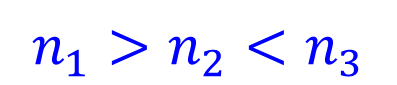 n₁ > n₂ < n₃